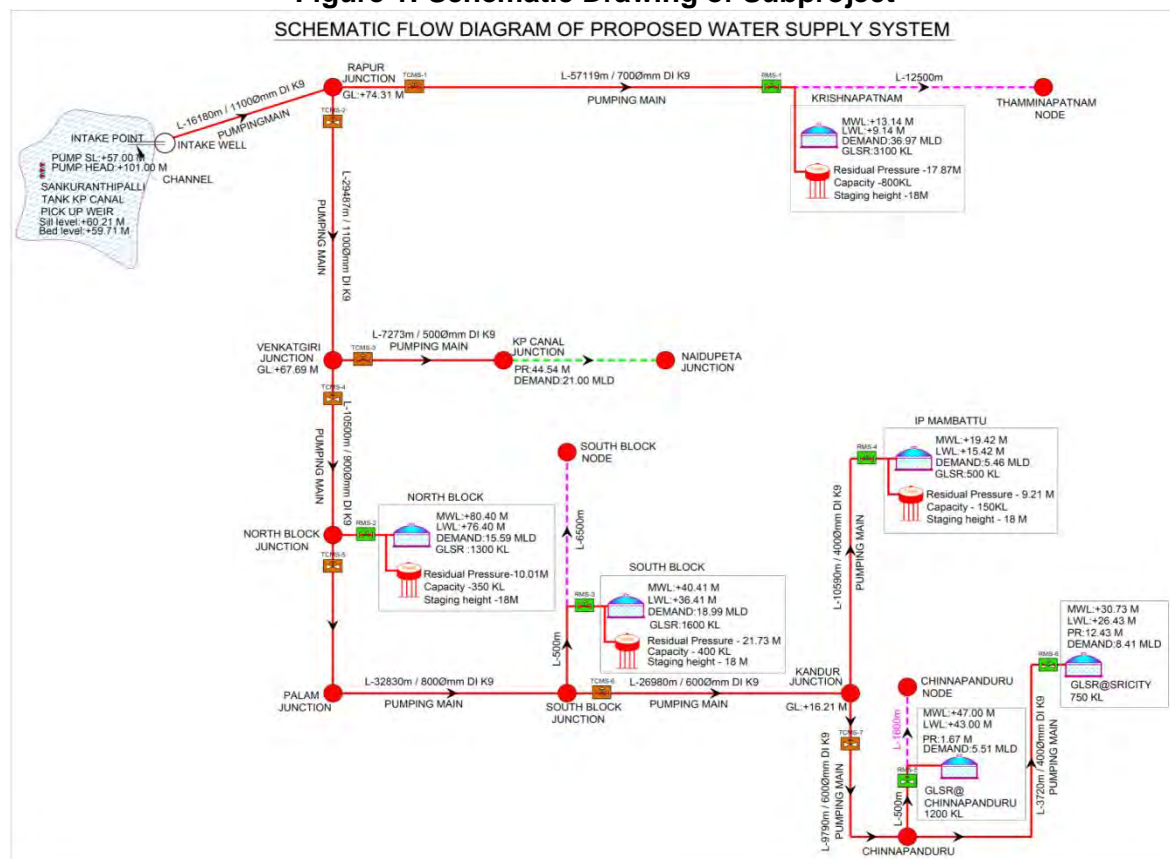 Figure 1: Schematic Drawing of Subproject
SCHEMATIC FLOW DIAGRAM OF PROPOSED WATER SUPPLY SYSTEM
RAPUR
JUNCTION
GL:+74.31 M
TCMS-1
L-57119m / 700Ømm DI K9
PUMPING MAIN
RMS-1
L-12500m
THAMMINAPATNAM
NODE
KRISHNAPATNAM
MWL:+13.14 M
LWL:+9.14 M
DEMAND:36.97 MLD
GLSR:3100 KL
Residual Pressure -17.87M
Capacity -800KL
Staging height -18M
L-16180m / 1100Ømm DI K9
PUMPINGMAIN
INTAKE POINT
INTAKE WELL
PUMP SL:+57.00 M
PUMP HEAD:+101.00 M
CHANNEL
SANKURANTHIPALLI
TANK KP CANAL
PICK UP WEIR
Sill level:+60.21 M
Bed level:+59.71 M
TCMS-2
L-29487m / 1100Ømm DI K9
PUMPING MAIN
VENKATGIRI
JUNCTION
GL:+67.69 M
TCMS-3
L-7273m / 500Ømm DI K9
PUMPING MAIN
KP CANAL
JUNCTION
PR:44.54 M
DEMAND:21.00 MLD
NAIDUPETA
JUNCTION
TCMS-4
L-10500m / 900Ømm DI K9
PUMPING MAIN
NORTH BLOCK
JUNCTION
RMS-2
TCMS-5
NORTH BLOCK
MWL:+80.40 M
LWL:+76.40 M
DEMAND:15.59 MLD
GLSR :1300 KL
Residual Pressure-10.01M
Capacity -350 KL
Staging height -18M
SOUTH BLOCK
NODE
L-6500m
RMS-3
L-500m
SOUTH BLOCK
MWL:+40.41 M
LWL:+36.41 M
DEMAND:18.99 MLD
GLSR:1600 KL
Residual Pressure - 21.73 M
Capacity - 400 KL
Staging height - 18 M
PALAM
JUNCTION
L-32830m / 800Ømm DI K9
PUMPING MAIN
SOUTH BLOCK
JUNCTION
TCMS-6
L-26980m / 600Ømm DI K9
PUMPING MAIN
KANDUR
JUNCTION
GL:+16.21 M
L-10590m / 400Ømm DI K9
PUMPING MAIN
RMS-4
IP MAMBATTU
MWL:+19.42 M
LWL:+15.42 M
DEMAND:5.46 MLD
GLSR:500 KL
Residual Pressure - 9.21 M
Capacity - 150KL
Staging height - 18 M
TCMS-7
L-9790m / 600Ømm DI K9
PUMPING MAIN
CHINNAPANDURU
NODE
L-1600m
RMS-5
L-500m
MWL:+47.00 M
LWL:+43.00 M
PR:1.67 M
DEMAND:5.51 MLD
GLSR@
CHINNAPANDURU
1200 KL
CHINNAPANDURU
L-3720m / 400Ømm DI K9
PUMPING MAIN
RMS-6
MWL:+30.73 M
LWL:+26.43 M
PR:12.43 M
DEMAND:8.41 MLD
GLSR@SRICITY
750 KL